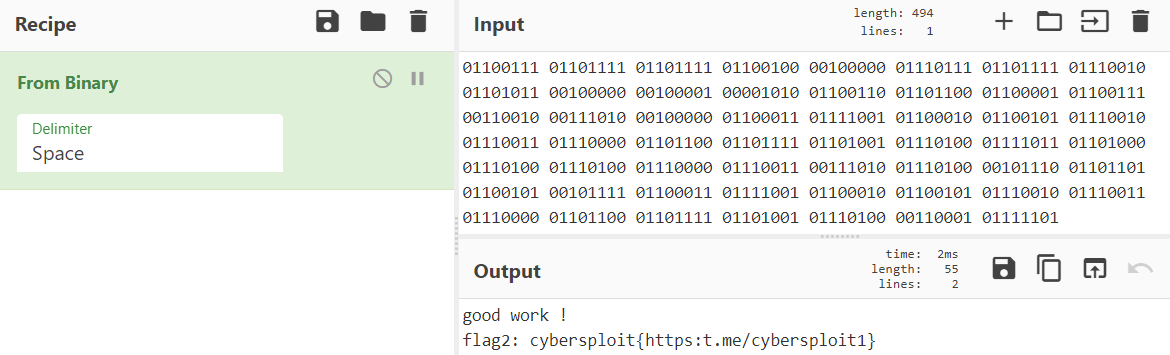 Recipe
From Binary
Delimiter
Space
Input
length: 494
lines: 1
01100111 01101111 01101111 01100100 00100000 01110111 01101111 01110010
01101011 00100000 00100001 00001010 01100110 01101100 01100001 01100111
00110010 00111010 00100000 01100011 01111001 01100010 01100101 01110010
01110011 01110000 01101100 01101111 01101001 01110100 01111011 01101000
01110100 01110100 01110000 01110011 00111010 01110100 00101110 01101101
01100101 00101111 01100011 01111001 01100010 01100101 01110010 01110011
01110000 01101100 01101111 01101001 01110100 00110001 01111101
Output
time: 2ms
length: 55
lines: 2
good work !
flag2: cybersploit{https:t.me/cybersploit1}